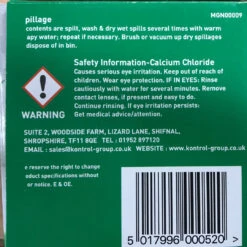 MGN00009
pillage
contents are spilt, wash & dry wet spills several times with warm
apy water; repeat if necessary. Brush or vacuum up dry spillages
dispose of in bin.
Safety Information-Calcium Chloride
Causes serious eye irritation. Keep out of reach of
children. Wear eye protection. IF IN EYES: Rinse
cautiously with water for several minutes. Remove
contact lenses, if present and easy to do.
Continue rinsing. If eye irritation persists:
Get medical advice/attention.
WARNING
SUITE 2, WOODSIDE FARM, LIZARD LANE, SHIFNAL,
SHROPSHIRE, TF11 8GE TEL: 01952 897120
EMAIL: sales@kontrol-group.co.uk WEBSITE: www.kontrol-group.co.uk
e reserve the right to change
product specifications without
or notice. E & OE.
5 017996 000520 >